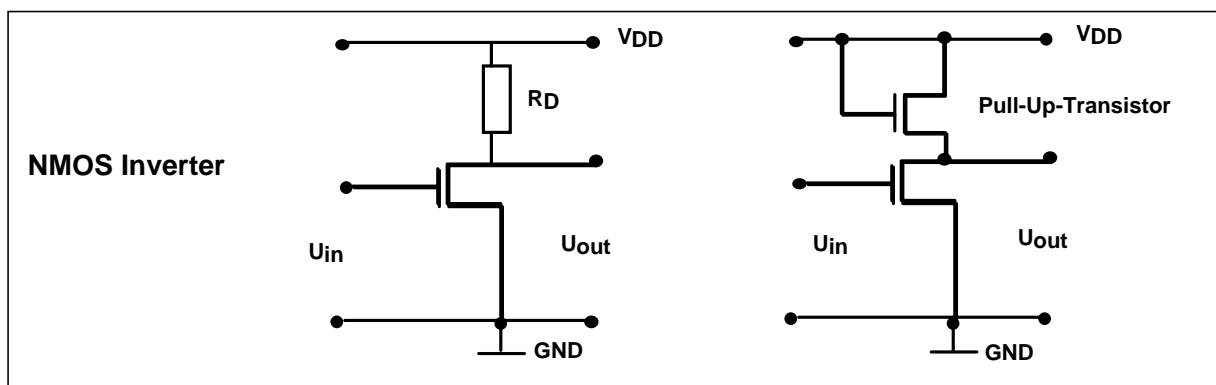 NMOS Inverter
VDD
RD
Uin
Uout
GND
VDD
Pull-Up-Transistor
Uin
Uout
GND